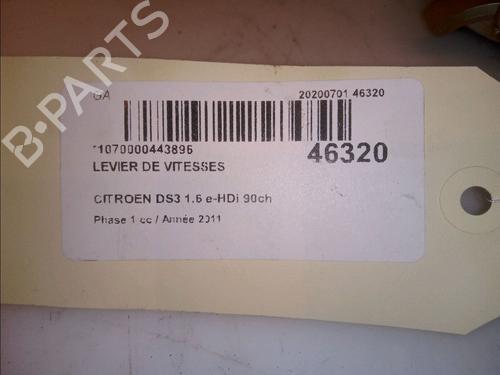 GA
20200701 46320
*1070000443896
46320
LEVIER DE VITESSES
CITROEN DS3 1.6 e-HDi 90ch
Phase 1 cc / Année 2011
B-PARTS